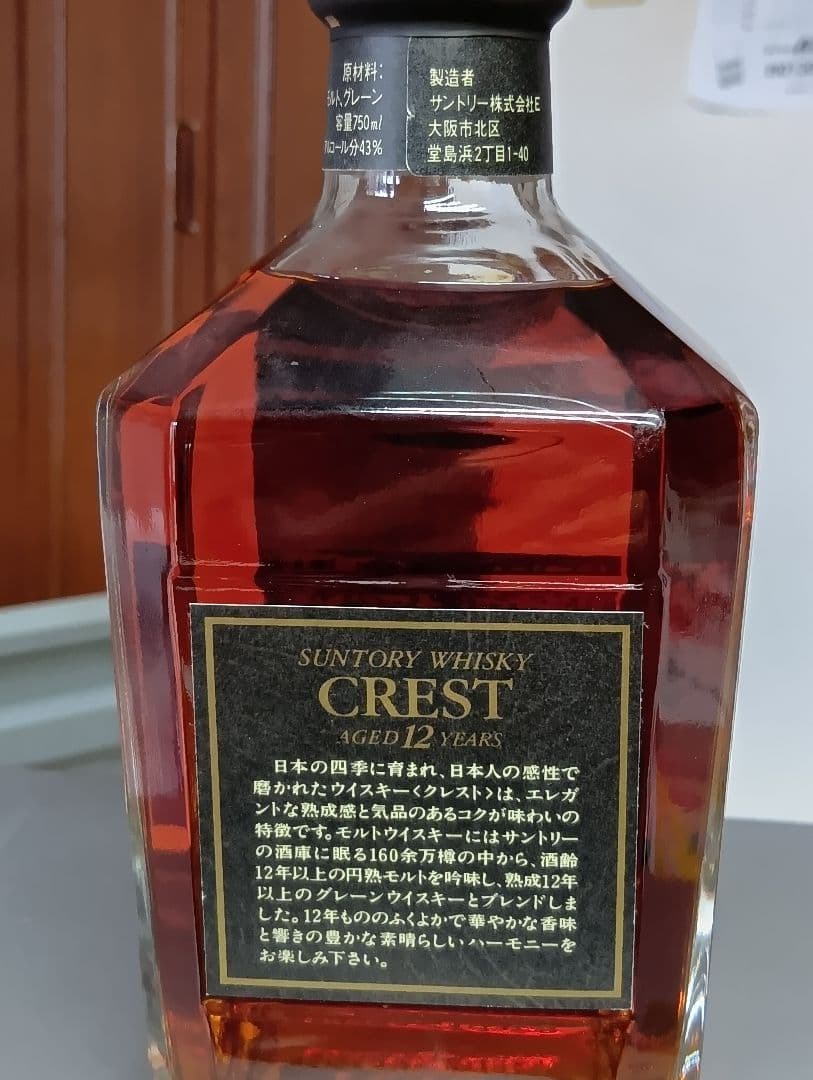 原材料:
モルト、グレーン
容量750ml
アルコール分43%
製造者
サントリー株式会社E
大阪市北区
堂島浜2丁目1-40
SUNTORY WHISKY
CREST
AGED 12 YEARS
日本の四季に育まれ、日本人の感性で
磨かれたウイスキー〈クレスト〉は、エレガ
ントな熟成感と気品のあるコクが味わいの
特徴です。モルトウイスキーにはサントリー
の酒庫に眠る160余万樽の中から、酒齢
12年以上の円熟モルトを吟味し、熟成12年
以上のグレーンウイスキーとブレンドしま
した。12年もののふくよかで華やかな香味
と響きの豊かな素晴らしいハーモニーを
お楽しみ下さい。